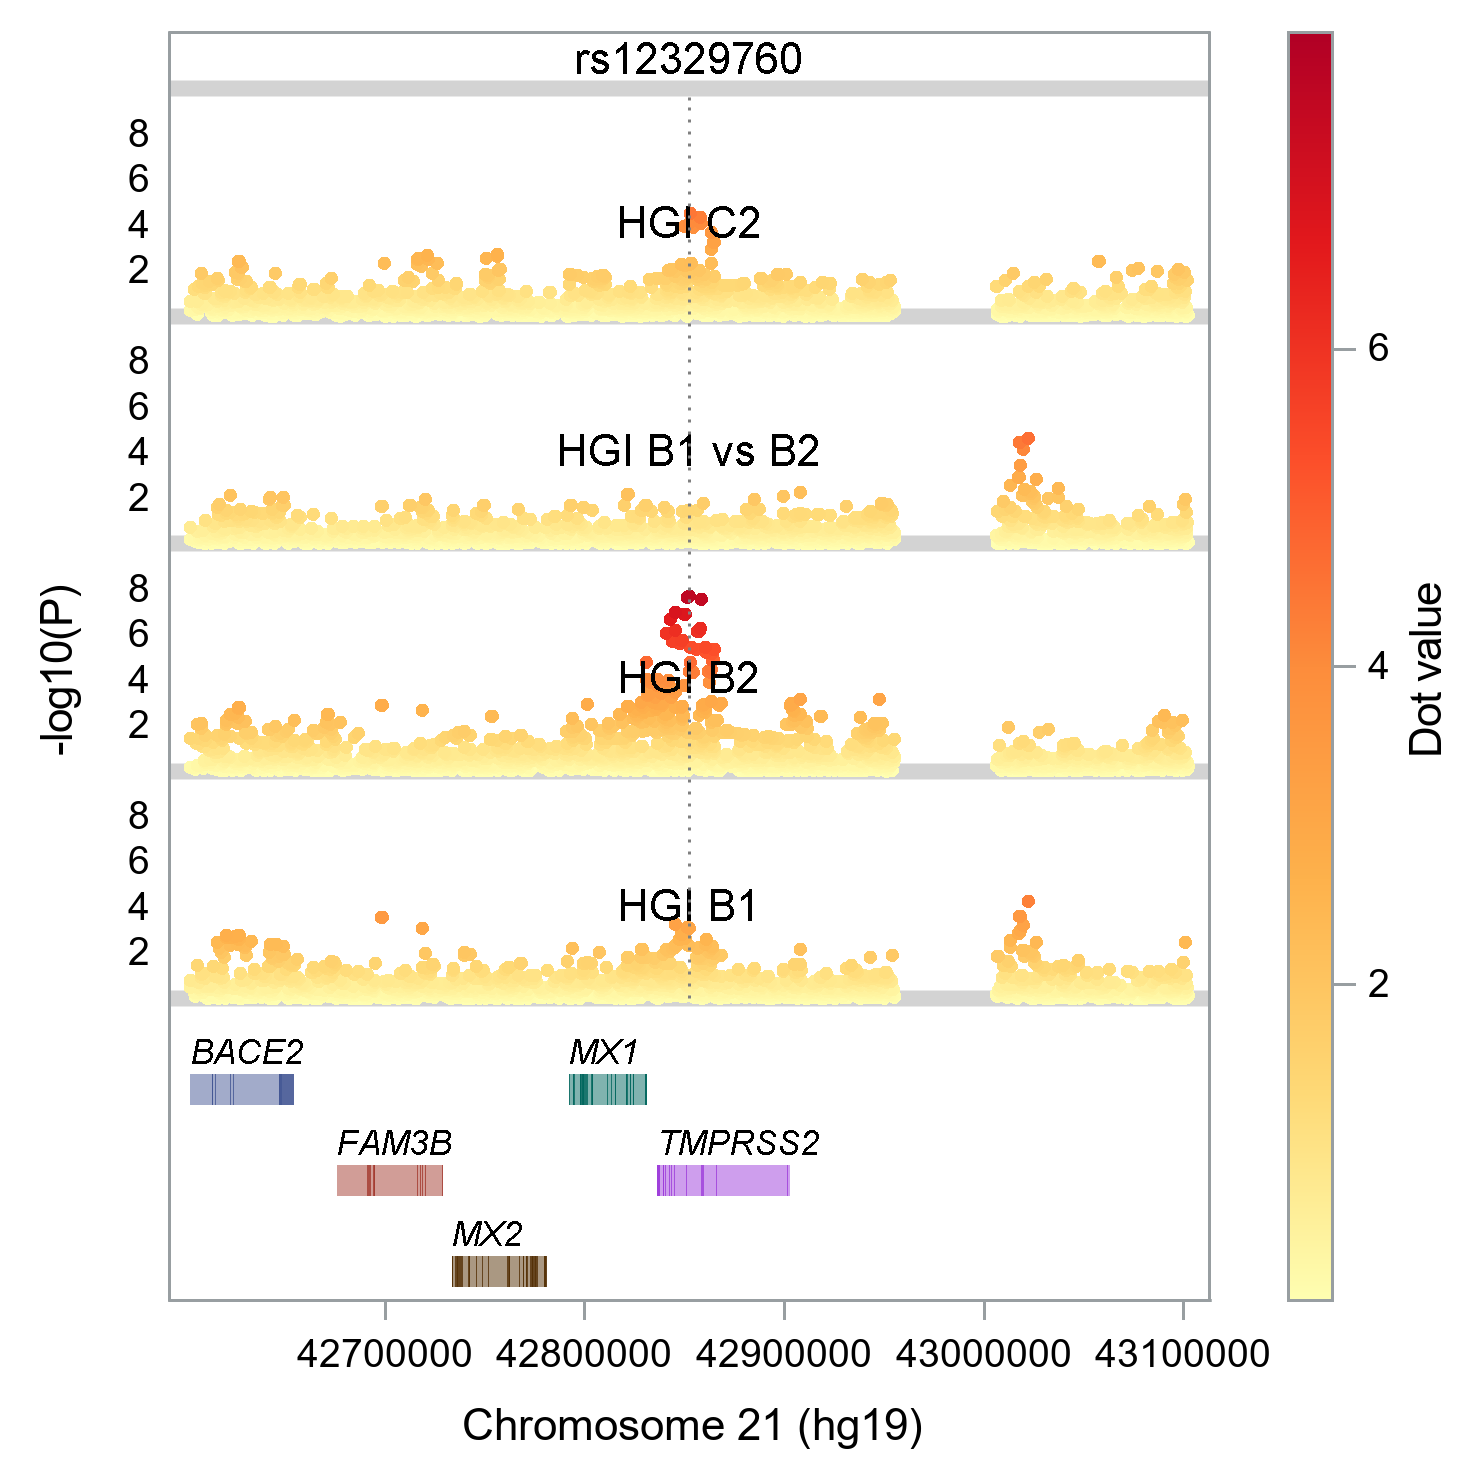 rs12329760
8
6
4
2
HGI C2
8
6
4
2
HGI B1 vs B2
8
6
4
2
HGI B2
8
6
4
2
HGI B1
-log10(P)
BACE2
MX1
FAM3B
TMPRSS2
MX2
42700000 42800000 42900000 43000000 43100000
Chromosome 21 (hg19)
6
4
2
Dot value